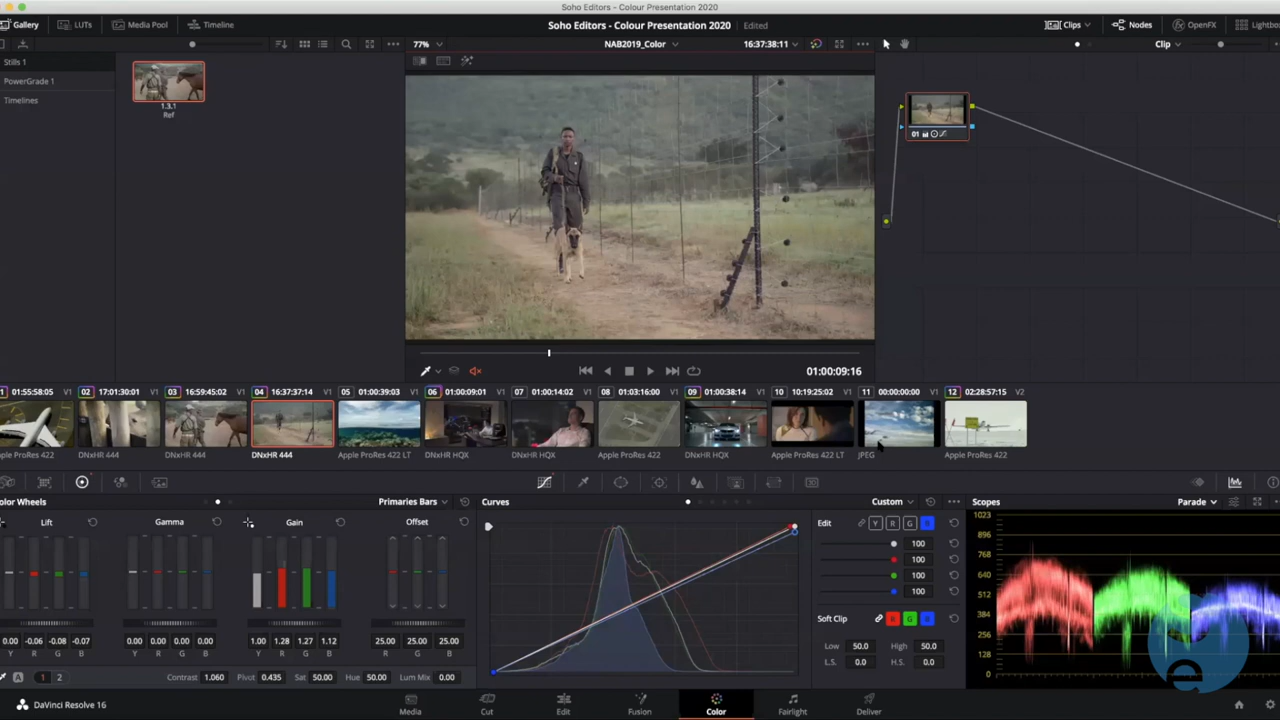 Soho Editors - Colour Presentation 2020
Gallery LUTs Media Pool Timeline Soho Editors - Colour Presentation 2020 Edited Clips Nodes OpenFX
77% NAB2019_Color 16:37:38:11 Clip
Stills 1
PowerGrade 1
Timelines
1.3.1
Ref
01
01:00:09:16
1 01:55:58:05 V1 02 17:01:30:01 V1 03 16:59:45:02 V1 04 16:37:37:14 V1 05 01:00:39:03 V1 06 01:00:09:01 V1 07 01:00:14:02 V1 08 01:03:16:00 V1 09 01:00:38:14 V1 10 10:19:25:02 V1 11 00:00:00:00 V1 12 02:28:57:15 V2
pple ProRes 422 DNxHR 444 DNxHR 444 DNxHR 444 Apple ProRes 422 LT DNxHR HQX DNxHR HQX Apple ProRes 422 DNxHR HQX Apple ProRes 422 LT JPEG Apple ProRes 422
olor Wheels Primaries Bars Curves Custom Scopes Parade
Lift Gamma Gain Offset Edit Y R G B
100
100
100
100
Soft Clip R G B
Low 50.0 High 50.0
L.S. 0.0 H.S. 0.0
0.00 -0.06 -0.08 -0.07 0.00 0.00 0.00 0.00 1.00 1.28 1.27 1.12 25.00 25.00 25.00
Y R G B Y R G B Y R G B R G B
A 1 2 Contrast 1.060 Pivot 0.435 Sat 50.00 Hue 50.00 Lum Mix 0.00
1023
896
768
640
512
384
256
128
0
DaVinci Resolve 16 Media Cut Edit Fusion Color Fairlight Deliver